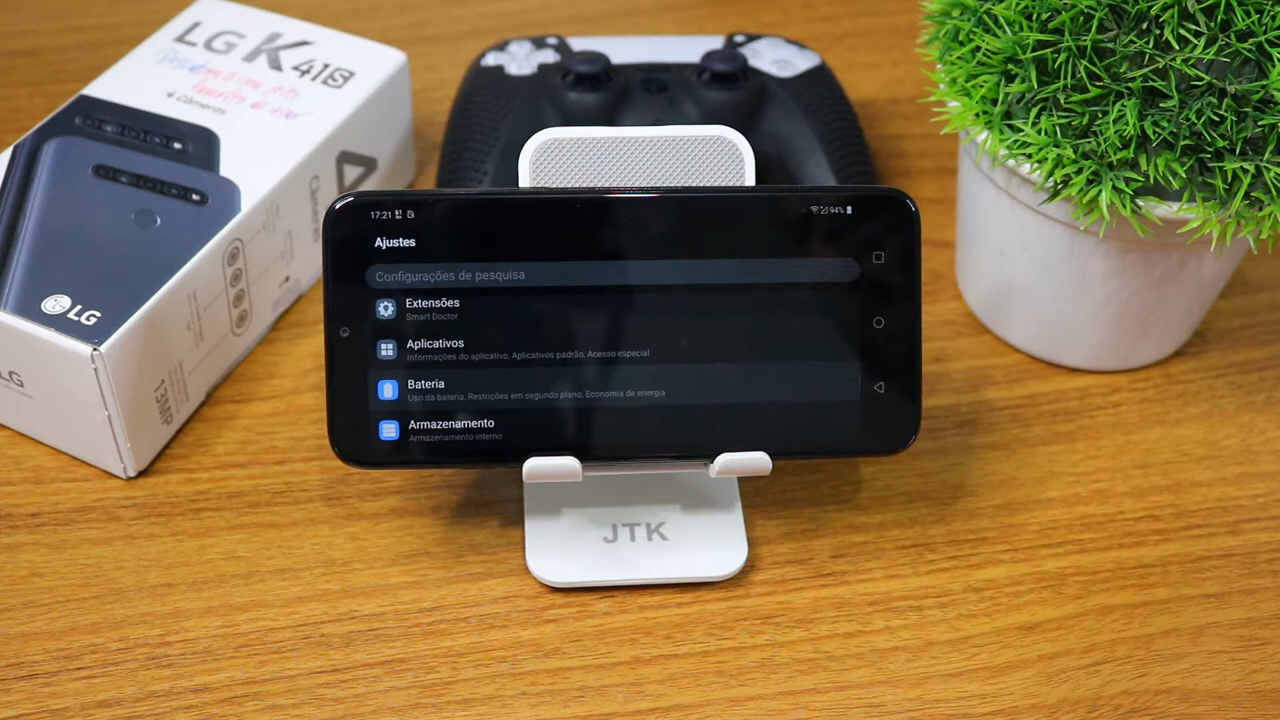 LG K41S
4 Câmeras
LG
LG
13MP
17:21
94%
Ajustes
Configurações de pesquisa
Extensões
Smart Doctor
Aplicativos
Informações do aplicativo, Aplicativos padrão, Acesso especial
Bateria
Uso da bateria, Restrições em segundo plano, Economia de energia
Armazenamento
Armazenamento interno
JTK